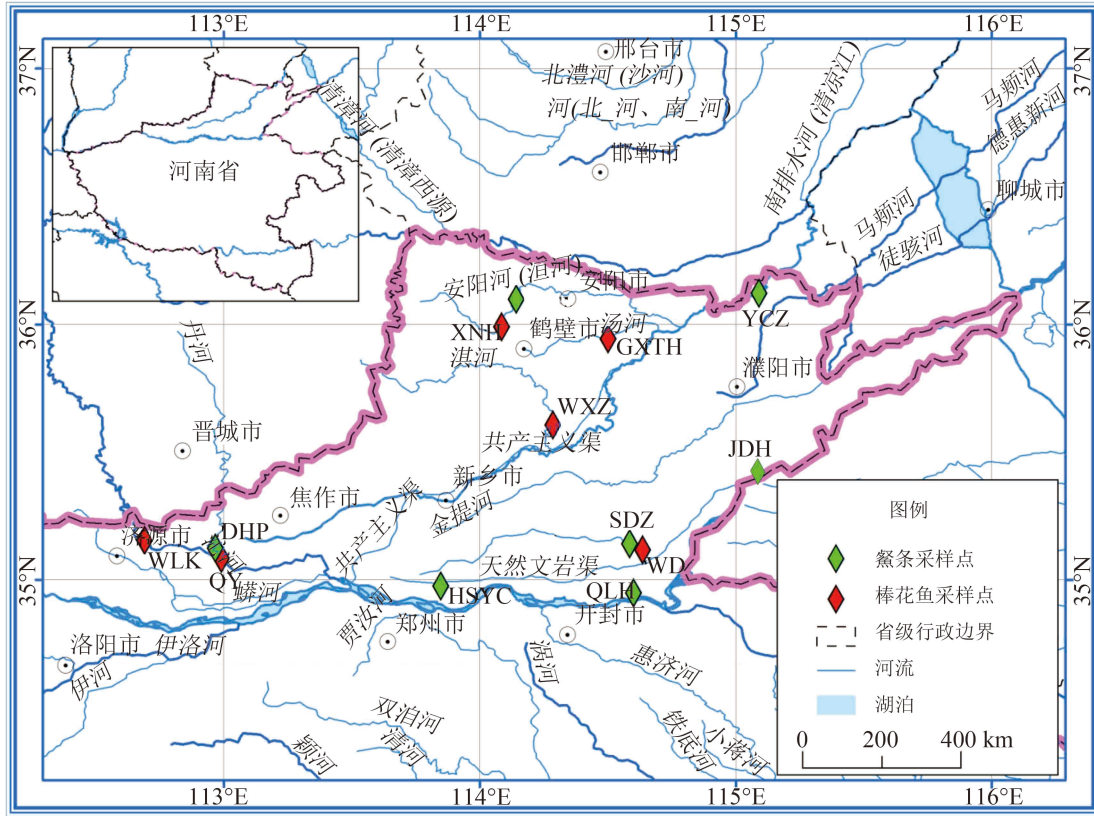 113°E
114°E
115°E
116°E
37°N
37°N
邢台市
北澧河 (沙河)
河(北_河、南_河)
邯郸市
清漳河 (清漳西源)
南排水河 (清凉江)
马颊河
德惠新河
聊城市
马颊河
徒骇河
河南省
安阳河 (洹河)
安阳市
36°N
36°N
XNH
鹤壁市
汤河
GXTH
YCZ
淇河
濮阳市
丹河
WXZ
共产主义渠
晋城市
JDH
新乡市
焦作市
共产主义渠
金提河
济源市
DHP
SDZ
WLK
QY
天然文岩渠
WD
35°N
35°N
蟒河
HSYC
QLH
贾汝河
郑州市
开封市
洛阳市
伊洛河
伊河
涡河
惠济河
双洎河
清河
颍河
铁底河
小蒋河
图例
鰵条采样点
棒花鱼采样点
省级行政边界
河流
湖泊
0
200
400 km
113°E
114°E
115°E
116°E